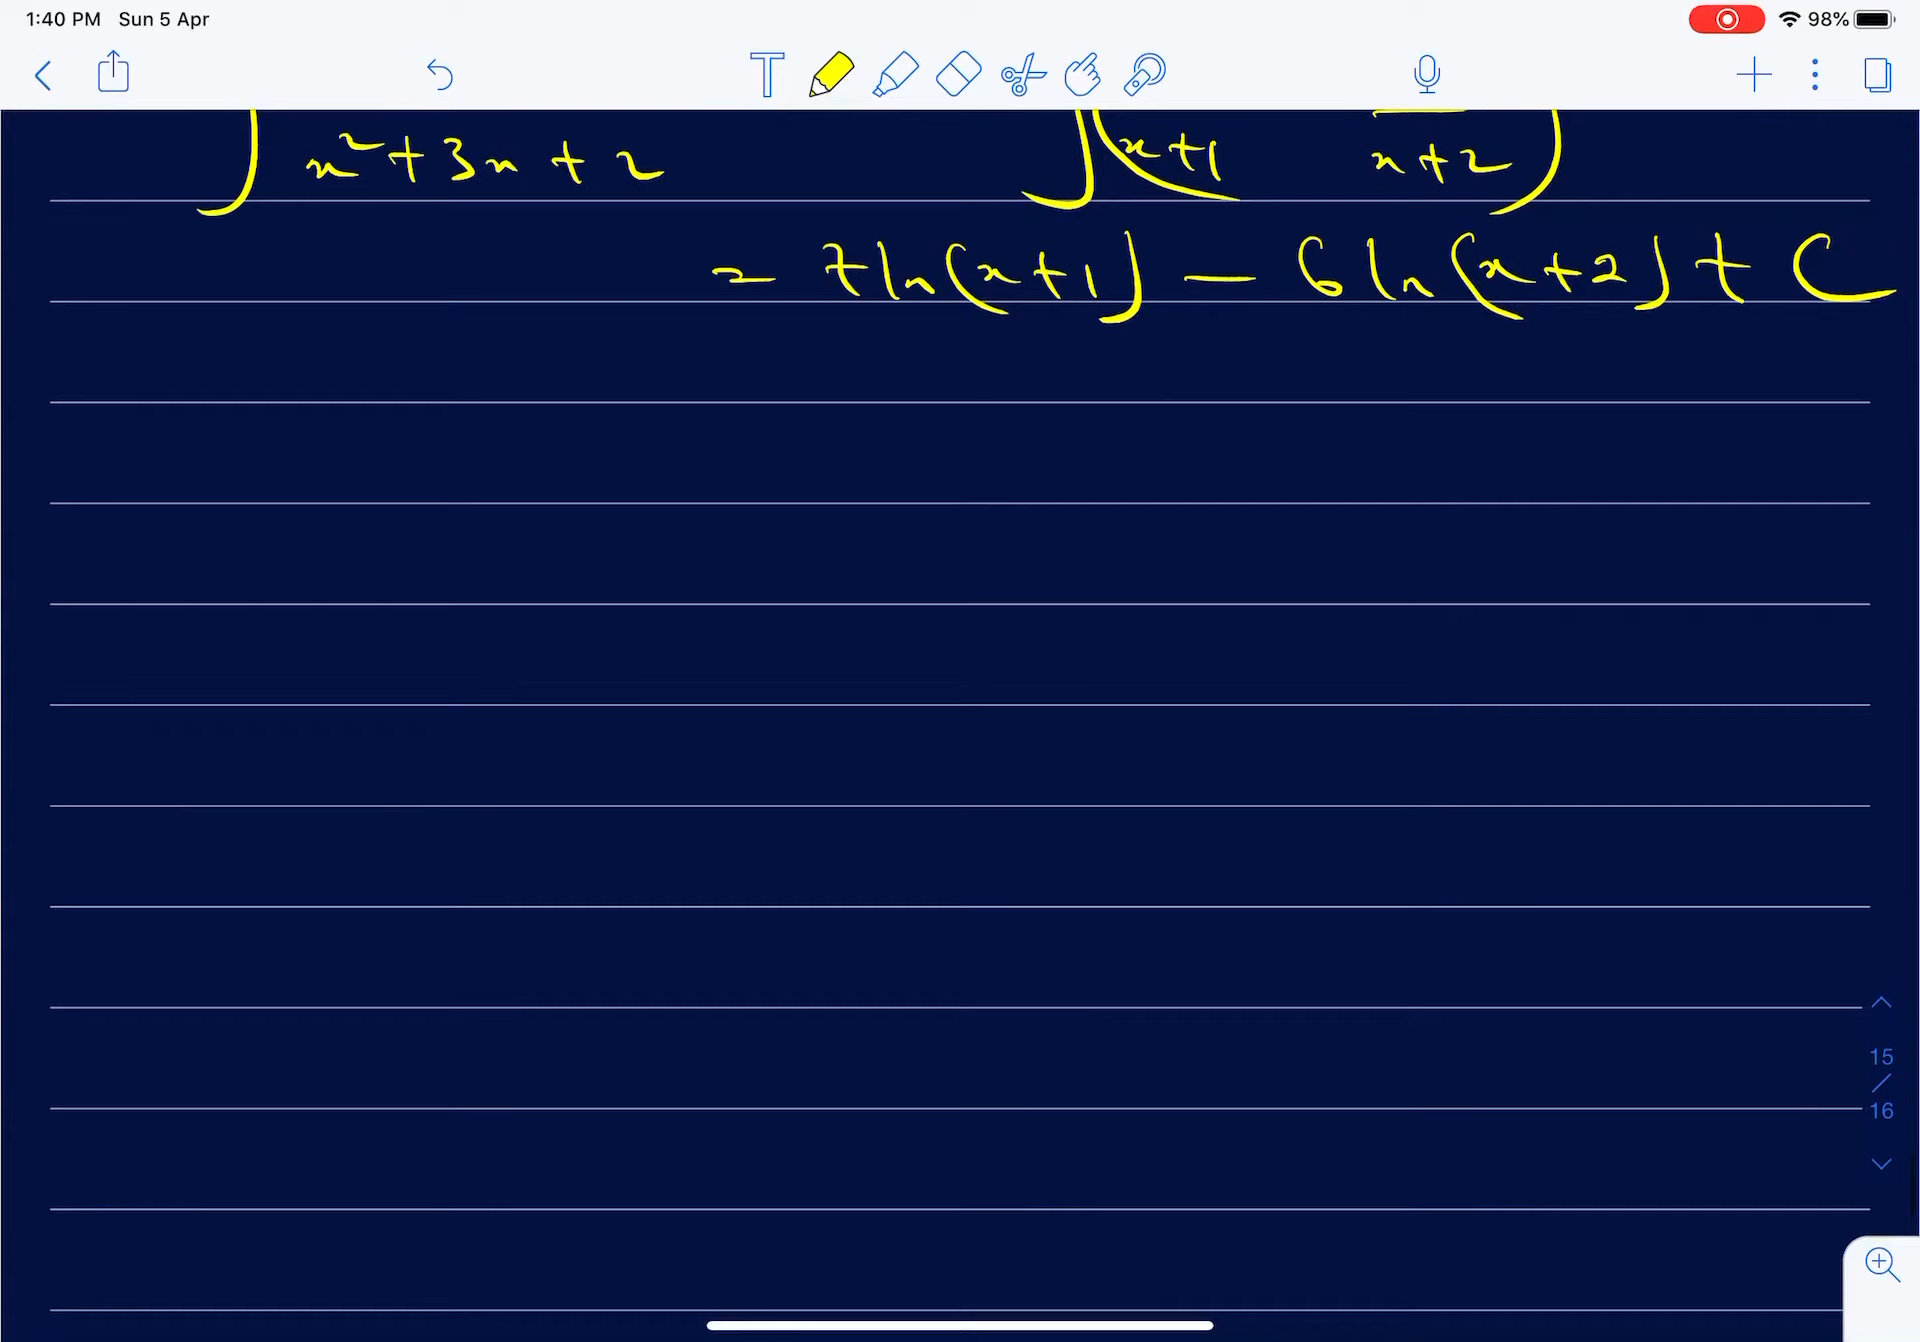 1:40 PM Sun 5 Apr 98%
x²+3x+2 x+1 x+2
= 7ln(x+1) - 6ln(x+2) + C
15
/
16